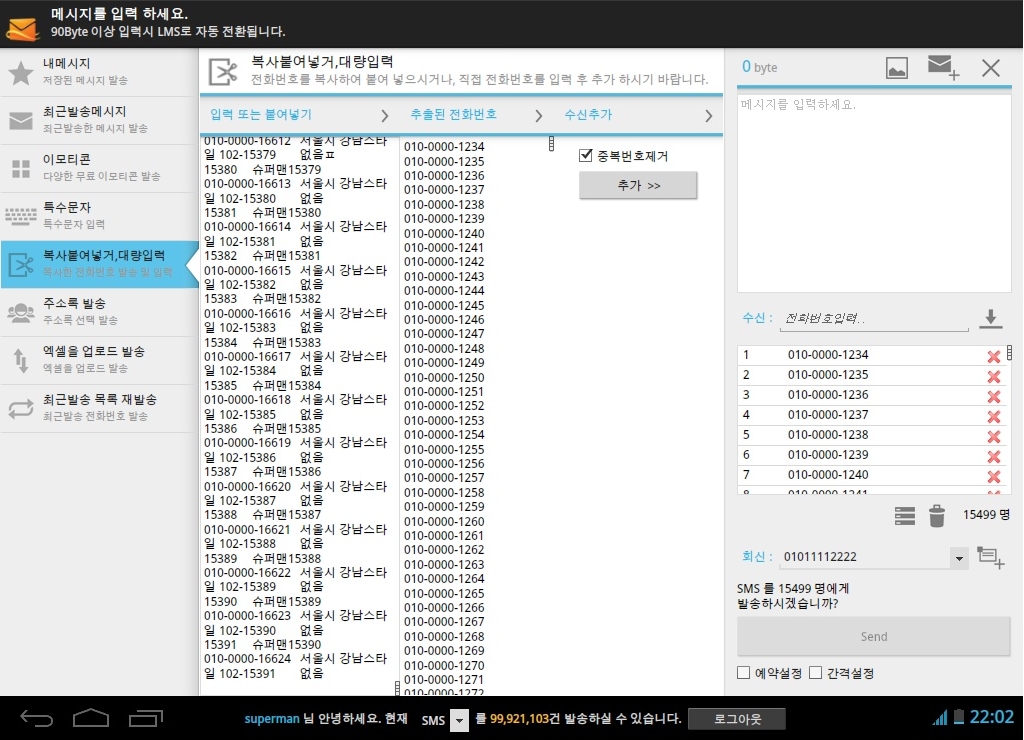 메시지를 입력 하세요.
90Byte 이상 입력시 LMS로 자동 전환됩니다.
내메시지
저장된 메시지 발송
최근발송메시지
최근발송한 메시지 발송
이모티콘
다양한 무료 이모티콘 발송
특수문자
특수문자 입력
복사붙여넣거,대량입력
복사한 전화번호 발송 및 입력
주소록 발송
주소록 선택 발송
엑셀을 업로드 발송
엑셀을 업로드 발송
최근발송 목록 재발송
최근발송 전화번호 발송
복사붙여넣거,대량입력
전화번호를 복사하여 붙여 넣으시거나, 직접 전화번호를 입력 후 추가 하시기 바랍니다.
입력 또는 붙여넣기
추출된 전화번호
수신추가
010-0000-16612 서울시 강남스타
일 102-15379 없음ㅍ
15380 슈퍼맨15379
010-0000-16613 서울시 강남스타
일 102-15380 없음
15381 슈퍼맨15380
010-0000-16614 서울시 강남스타
일 102-15381 없음
15382 슈퍼맨15381
010-0000-16615 서울시 강남스타
일 102-15382 없음
15383 슈퍼맨15382
010-0000-16616 서울시 강남스타
일 102-15383 없음
15384 슈퍼맨15383
010-0000-16617 서울시 강남스타
일 102-15384 없음
15385 슈퍼맨15384
010-0000-16618 서울시 강남스타
일 102-15385 없음
15386 슈퍼맨15385
010-0000-16619 서울시 강남스타
일 102-15386 없음
15387 슈퍼맨15386
010-0000-16620 서울시 강남스타
일 102-15387 없음
15388 슈퍼맨15387
010-0000-16621 서울시 강남스타
일 102-15388 없음
15389 슈퍼맨15388
010-0000-16622 서울시 강남스타
일 102-15389 없음
15390 슈퍼맨15389
010-0000-16623 서울시 강남스타
일 102-15390 없음
15391 슈퍼맨15390
010-0000-16624 서울시 강남스타
일 102-15391 없음
010-0000-1234
010-0000-1235
010-0000-1236
010-0000-1237
010-0000-1238
010-0000-1239
010-0000-1240
010-0000-1241
010-0000-1242
010-0000-1243
010-0000-1244
010-0000-1245
010-0000-1246
010-0000-1247
010-0000-1248
010-0000-1249
010-0000-1250
010-0000-1251
010-0000-1252
010-0000-1253
010-0000-1254
010-0000-1255
010-0000-1256
010-0000-1257
010-0000-1258
010-0000-1259
010-0000-1260
010-0000-1261
010-0000-1262
010-0000-1263
010-0000-1264
010-0000-1265
010-0000-1266
010-0000-1267
010-0000-1268
010-0000-1269
010-0000-1270
010-0000-1271
010-0000-1272
중복번호제거
추가 >>
0 byte
메시지를 입력하세요.
수신 : 전화번호입력..
1 010-0000-1234
2 010-0000-1235
3 010-0000-1236
4 010-0000-1237
5 010-0000-1238
6 010-0000-1239
7 010-0000-1240
8 010-0000-1241
15499 명
회신 : 01011112222
SMS 를 15499 명에게
발송하시겠습니까?
Send
예약설정 간격설정
superman 님 안녕하세요. 현재 SMS 를 99,921,103건 발송하실 수 있습니다. 로그아웃
22:02